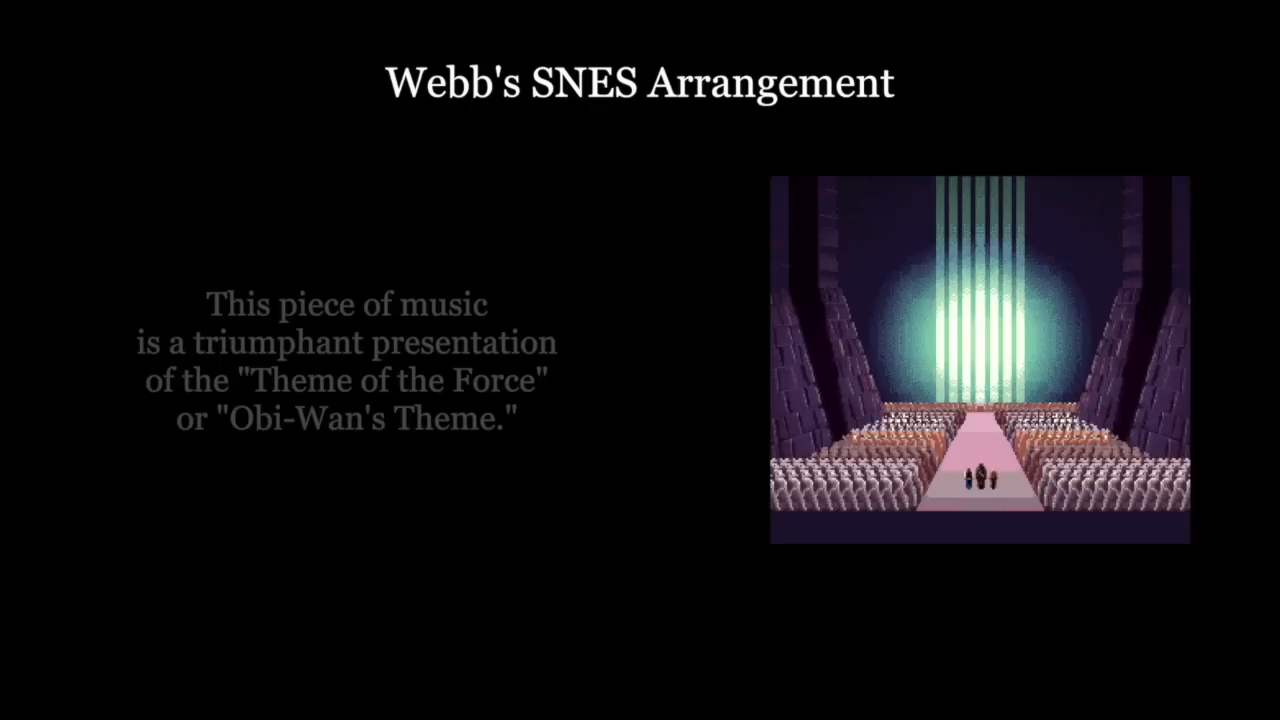 Webb's SNES Arrangement
This piece of music
is a triumphant presentation
of the "Theme of the Force"
or "Obi-Wan's Theme."